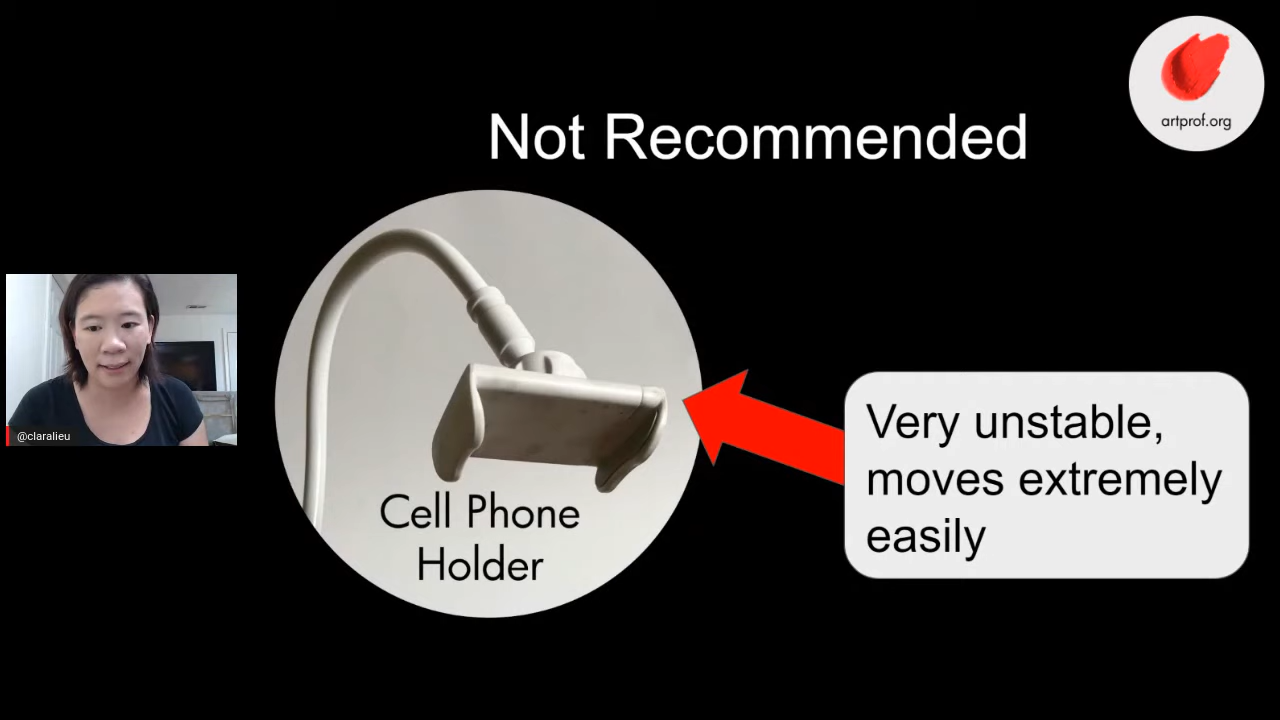 Not Recommended
artprof.org
@claralieu
Cell Phone
Holder
Very unstable,
moves extremely
easily